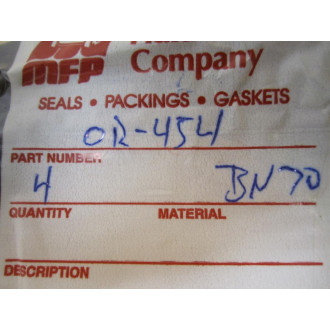 MFP
Company
SEALS • PACKINGS • GASKETS
OR-454
PART NUMBER
4 BN70
QUANTITY MATERIAL
DESCRIPTION